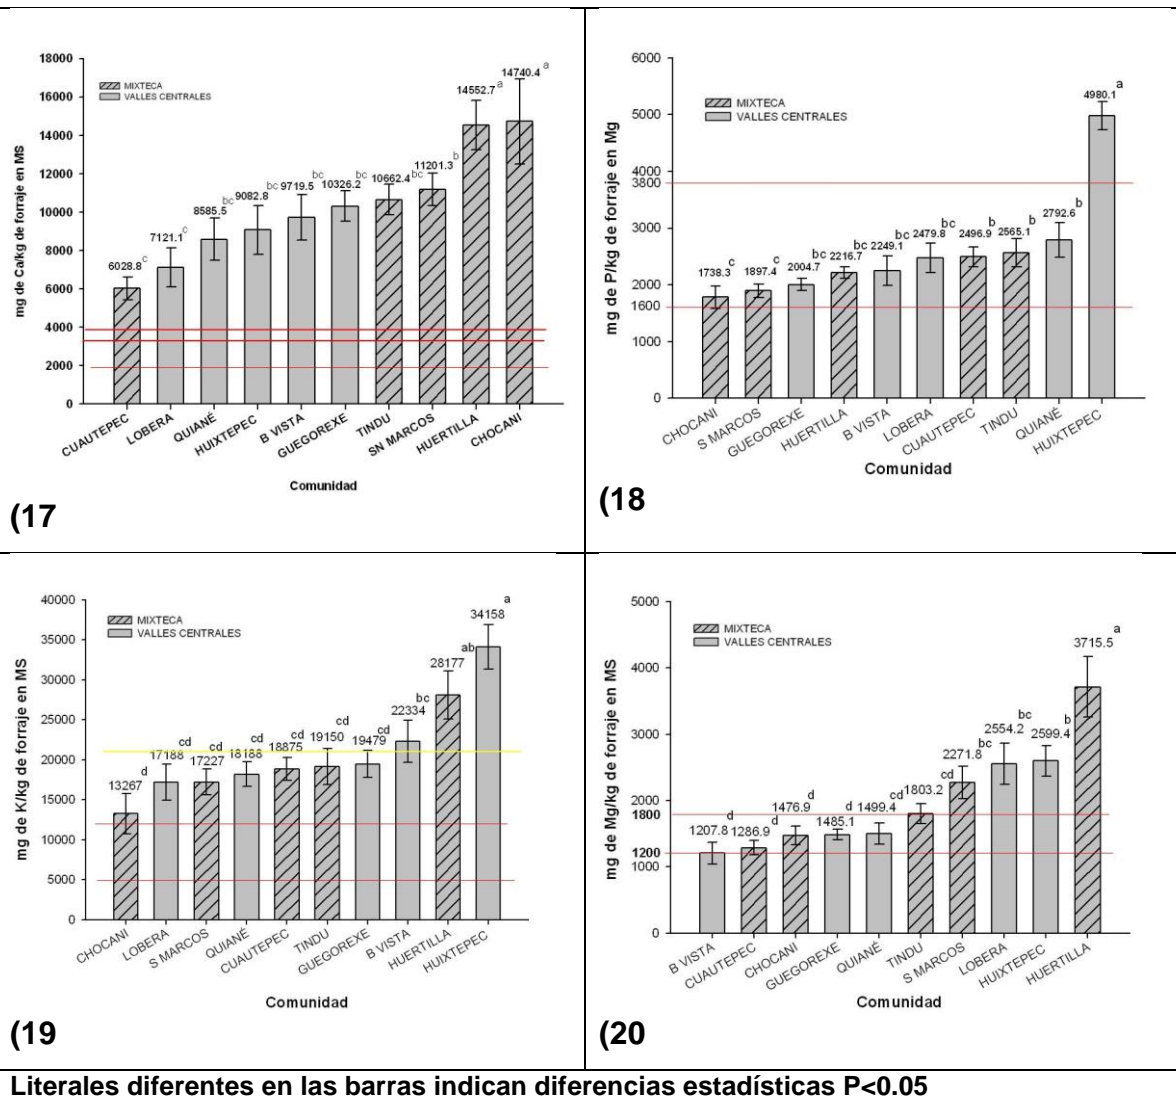 18000
16000
14000
12000
10000
8000
6000
4000
2000
0
mg de Ca/kg de forraje en MS
MIXTECA
VALLES CENTRALES
6028.8 c
7121.1 c
8585.5 bc
9082.8 bc
9719.5 bc
10326.2 bc
10662.4 bc
11201.3 b
14552.7 a
14740.4 a
CUAUTEPEC
LOBERA
QUIANÉ
HUIXTEPEC
B VISTA
GUEGOREXE
TINDU
SN MARCOS
HUERTILLA
CHOCANI
Comunidad
(17
6000
5000
4000
3800
3000
2000
1600
1000
0
mg de P/kg de forraje en Mg
MIXTECA
VALLES CENTRALES
1738.3 c
1897.4 c
2004.7 bc
2216.7 bc
2249.1 bc
2479.8 bc
2496.9 b
2565.1 b
2792.6 b
4980.1 a
CHOCANI
S MARCOS
GUEGOREXE
HUERTILLA
B VISTA
LOBERA
CUAUTEPEC
TINDU
QUIANÉ
HUIXTEPEC
Comunidad
(18
40000
35000
30000
25000
20000
15000
10000
5000
0
mg de K/kg de forraje en MS
MIXTECA
VALLES CENTRALES
13267 d
17188 cd
17227 cd
18188 cd
18875 cd
19150 cd
19479 cd
22334 bc
28177 ab
34158 a
CHOCANI
LOBERA
S MARCOS
QUIANÉ
CUAUTEPEC
TINDU
GUEGOREXE
B VISTA
HUERTILLA
HUIXTEPEC
Comunidad
(19
5000
4000
3000
2000
1800
1200
1000
0
mg de Mg/kg de forraje en MS
MIXTECA
VALLES CENTRALES
1207.8 d
1286.9 d
1476.9 d
1485.1 d
1499.4 cd
1803.2 cd
2271.8 bc
2554.2 bc
2599.4 b
3715.5 a
B VISTA
CUAUTEPEC
CHOCANI
GUEGOREXE
QUIANÉ
TINDU
S MARCOS
LOBERA
HUIXTEPEC
HUERTILLA
Comunidad
(20
Literales diferentes en las barras indican diferencias estadísticas P<0.05